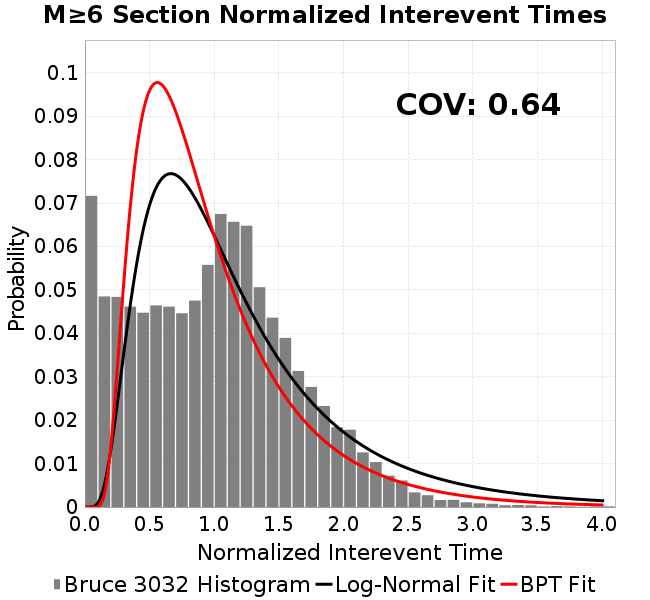 M≥6 Section Normalized Interevent Times
COV: 0.64
Probability
0.1
0.09
0.08
0.07
0.06
0.05
0.04
0.03
0.02
0.01
0
0.0 0.5 1.0 1.5 2.0 2.5 3.0 3.5 4.0
Normalized Interevent Time
Bruce 3032 Histogram Log-Normal Fit BPT Fit